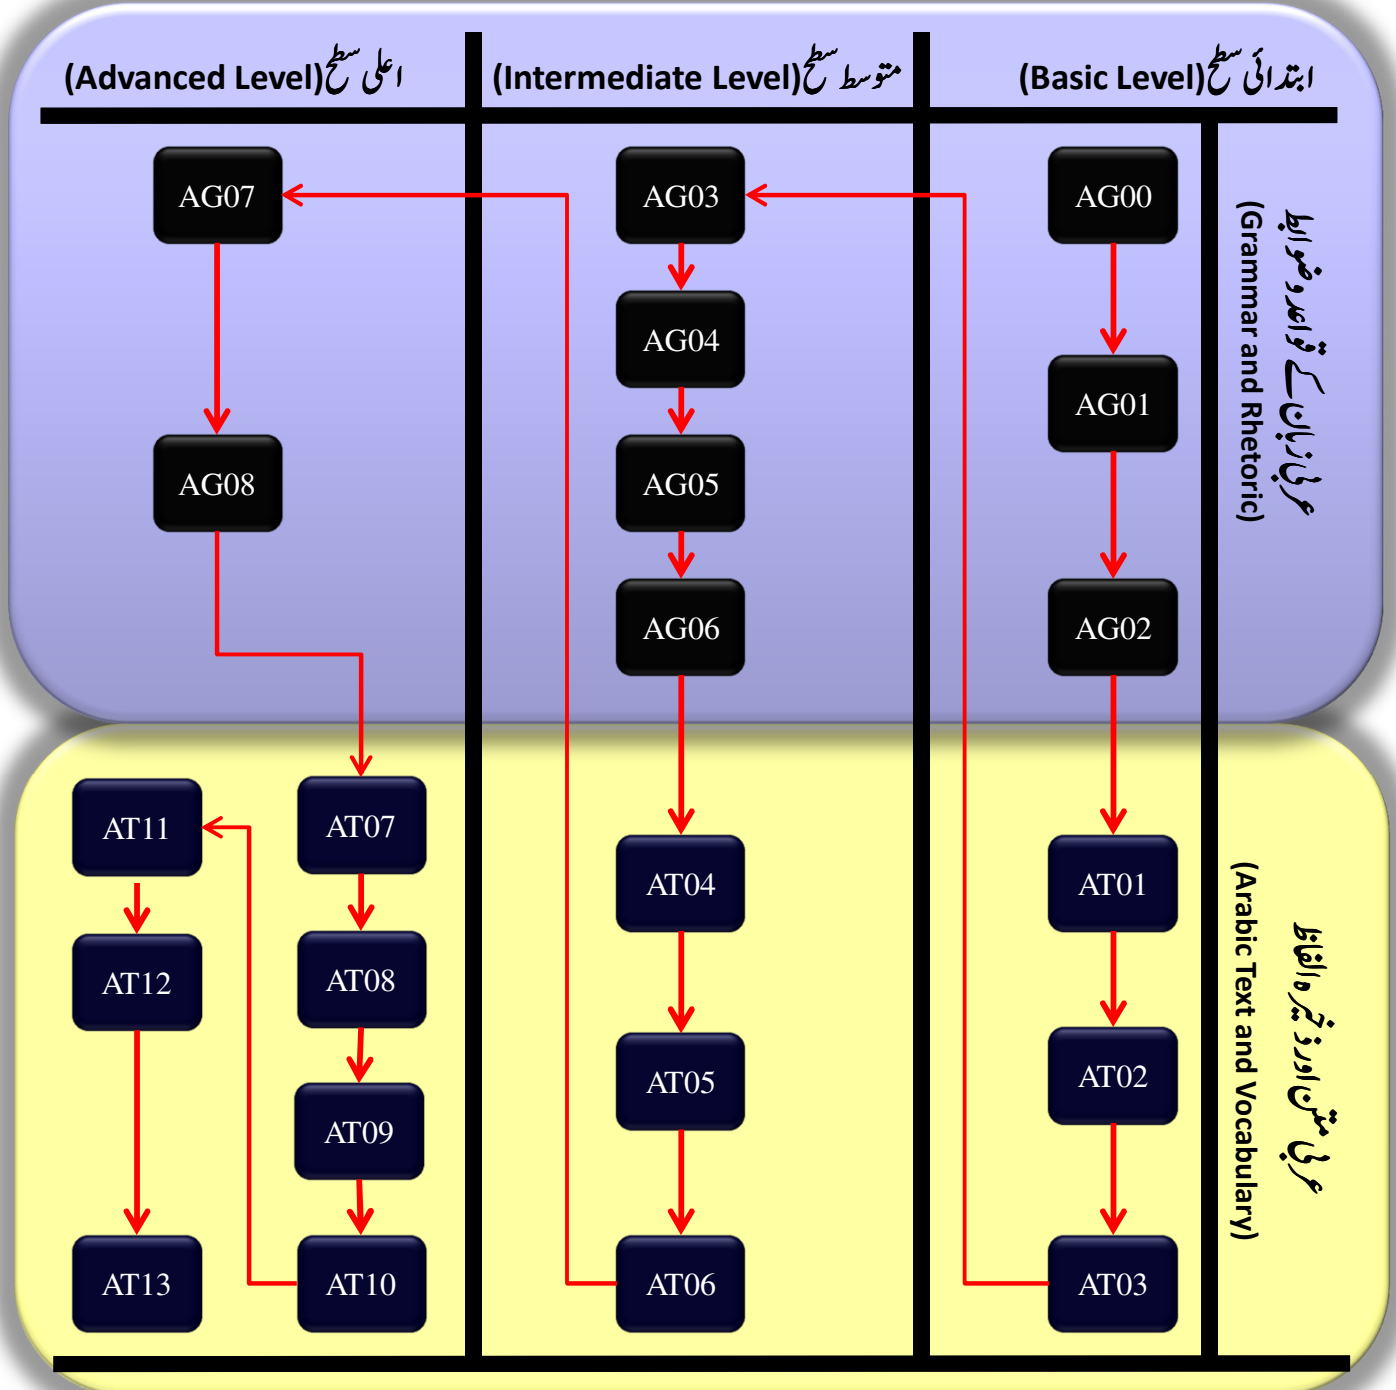 ابتدائی سطح(Basic Level)
متوسط سطح(Intermediate Level)
اعلی سطح(Advanced Level)
عربی زبان کے قواعد و ضوابط
(Grammar and Rhetoric)
AG00
AG01
AG02
AG03
AG04
AG05
AG06
AG07
AG08
عربی متن اور ذخیرہ الفاظ
(Arabic Text and Vocabulary)
AT01
AT02
AT03
AT04
AT05
AT06
AT07
AT08
AT09
AT10
AT11
AT12
AT13